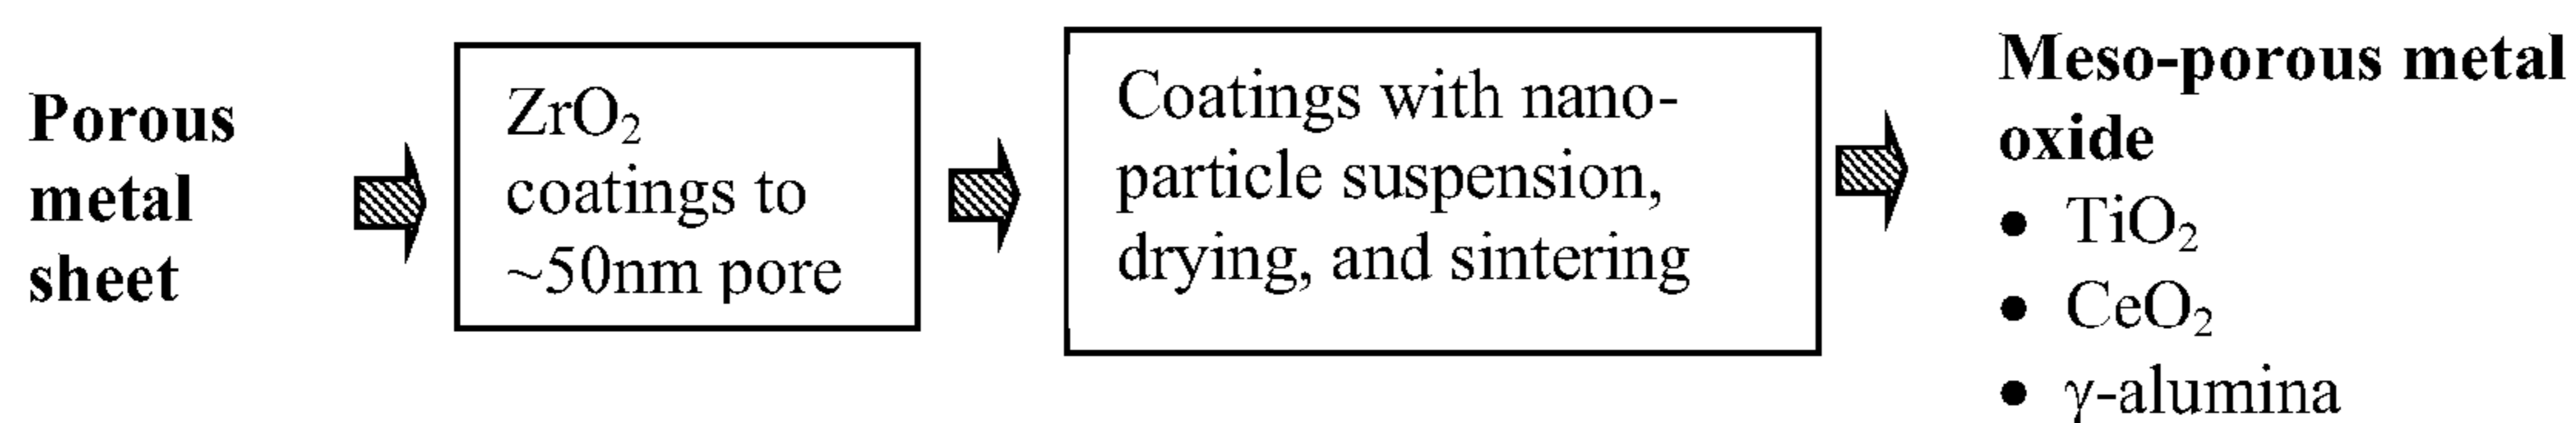 Porous
metal
sheet
ZrO₂
coatings to
~50nm pore
Coatings with nano-
particle suspension,
drying, and sintering
Meso-porous metal
oxide
• TiO₂
• CeO₂
• γ-alumina